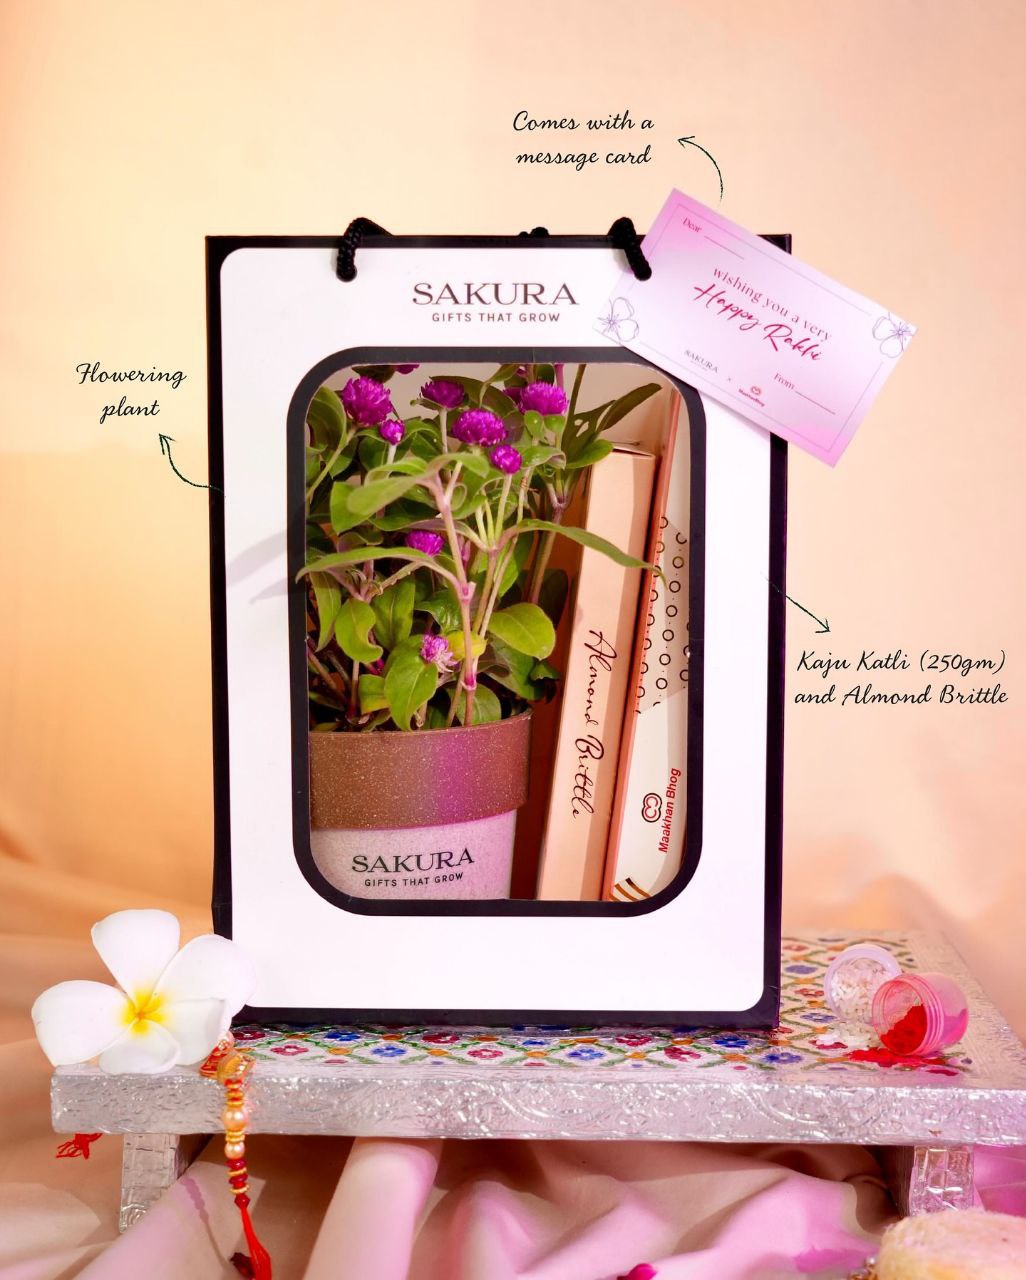 Comes with a
message card
Dear
wishing you a very
Happy Rakhi
SAKURA
x
From
SAKURA
GIFTS THAT GROW
Flowering
plant
Almond Brittle
Maakhan Bhog
Kaju Katli (250gm)
and Almond Brittle
SAKURA
GIFTS THAT GROW